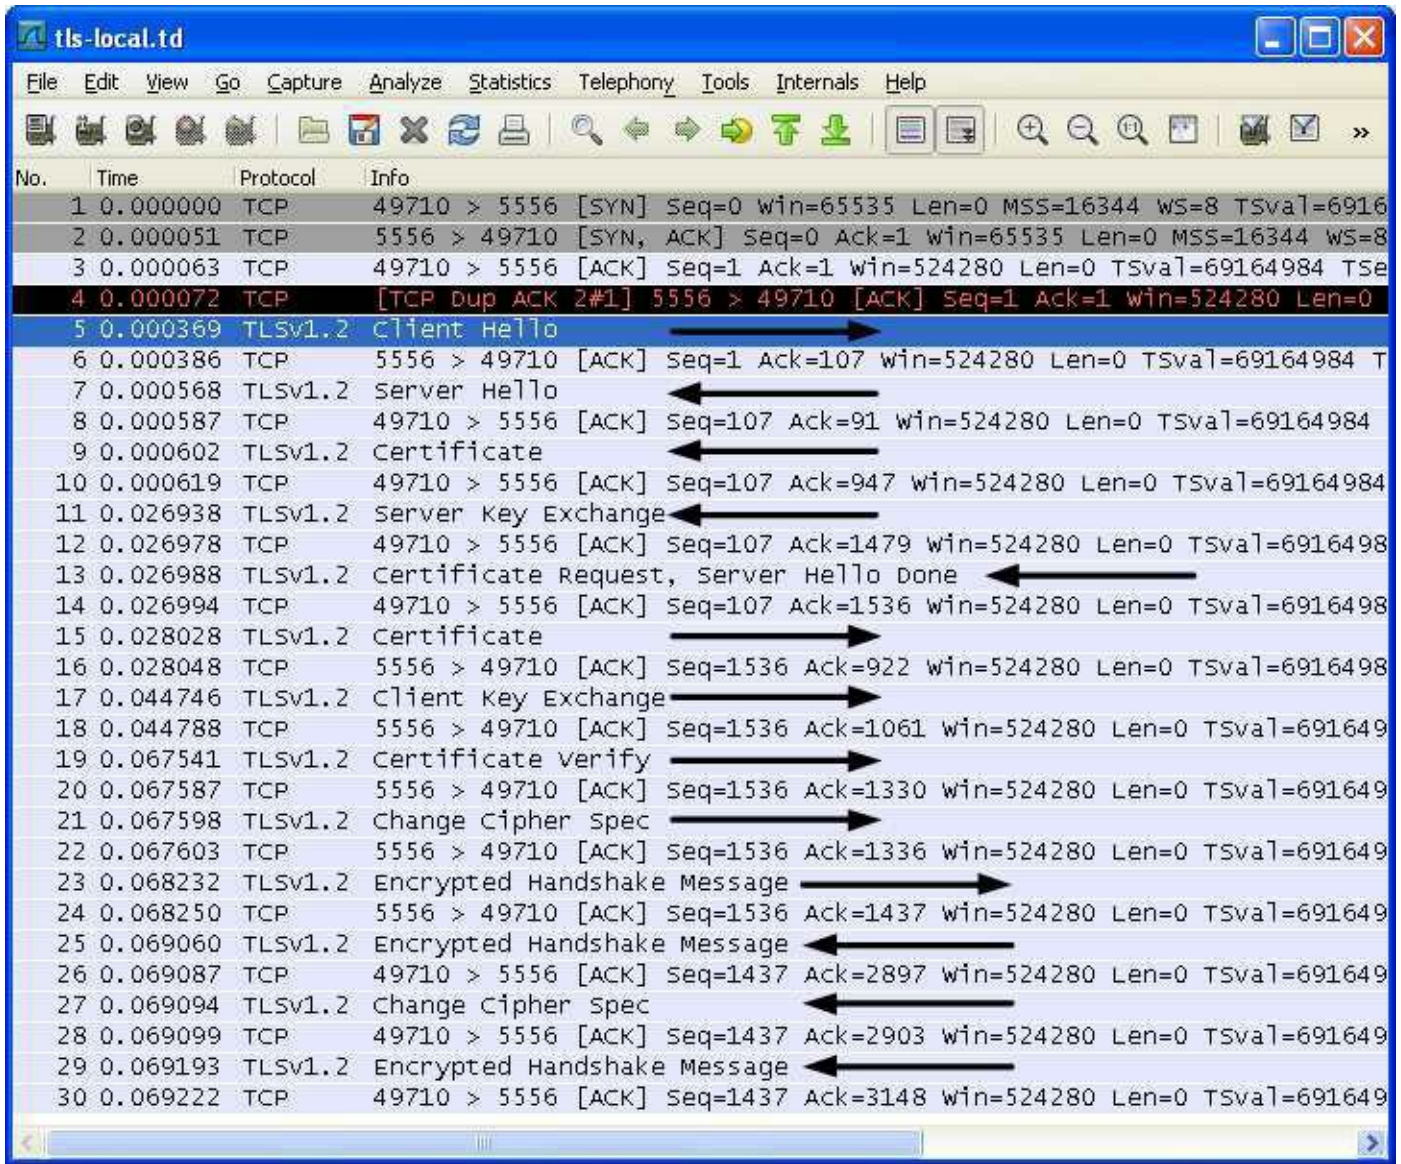 tls-local.td
File Edit View Go Capture Analyze Statistics Telephony Tools Internals Help
No. Time Protocol Info
1 0.000000 TCP 49710 > 5556 [SYN] Seq=0 Win=65535 Len=0 MSS=16344 WS=8 TSval=6916
2 0.000051 TCP 5556 > 49710 [SYN, ACK] Seq=0 Ack=1 Win=65535 Len=0 MSS=16344 WS=8
3 0.000063 TCP 49710 > 5556 [ACK] Seq=1 Ack=1 Win=524280 Len=0 TSval=69164984 TSe
4 0.000072 TCP [TCP Dup ACK 2#1] 5556 > 49710 [ACK] Seq=1 Ack=1 Win=524280 Len=0
5 0.000369 TLSv1.2 Client Hello
6 0.000386 TCP 5556 > 49710 [ACK] Seq=1 Ack=107 Win=524280 Len=0 TSval=69164984 T
7 0.000568 TLSv1.2 Server Hello
8 0.000587 TCP 49710 > 5556 [ACK] Seq=107 Ack=91 Win=524280 Len=0 TSval=69164984
9 0.000602 TLSv1.2 Certificate
10 0.000619 TCP 49710 > 5556 [ACK] Seq=107 Ack=947 Win=524280 Len=0 TSval=69164984
11 0.026938 TLSv1.2 Server Key Exchange
12 0.026978 TCP 49710 > 5556 [ACK] Seq=107 Ack=1479 Win=524280 Len=0 TSval=6916498
13 0.026988 TLSv1.2 Certificate Request, Server Hello Done
14 0.026994 TCP 49710 > 5556 [ACK] Seq=107 Ack=1536 Win=524280 Len=0 TSval=6916498
15 0.028028 TLSv1.2 Certificate
16 0.028048 TCP 5556 > 49710 [ACK] Seq=1536 Ack=922 Win=524280 Len=0 TSval=6916498
17 0.044746 TLSv1.2 Client Key Exchange
18 0.044788 TCP 5556 > 49710 [ACK] Seq=1536 Ack=1061 Win=524280 Len=0 TSval=691649
19 0.067541 TLSv1.2 Certificate Verify
20 0.067587 TCP 5556 > 49710 [ACK] Seq=1536 Ack=1330 Win=524280 Len=0 TSval=691649
21 0.067598 TLSv1.2 Change Cipher Spec
22 0.067603 TCP 5556 > 49710 [ACK] Seq=1536 Ack=1336 Win=524280 Len=0 TSval=691649
23 0.068232 TLSv1.2 Encrypted Handshake Message
24 0.068250 TCP 5556 > 49710 [ACK] Seq=1536 Ack=1437 Win=524280 Len=0 TSval=691649
25 0.069060 TLSv1.2 Encrypted Handshake Message
26 0.069087 TCP 49710 > 5556 [ACK] Seq=1437 Ack=2897 Win=524280 Len=0 TSval=691649
27 0.069094 TLSv1.2 Change Cipher Spec
28 0.069099 TCP 49710 > 5556 [ACK] Seq=1437 Ack=2903 Win=524280 Len=0 TSval=691649
29 0.069193 TLSv1.2 Encrypted Handshake Message
30 0.069222 TCP 49710 > 5556 [ACK] Seq=1437 Ack=3148 Win=524280 Len=0 TSval=691649